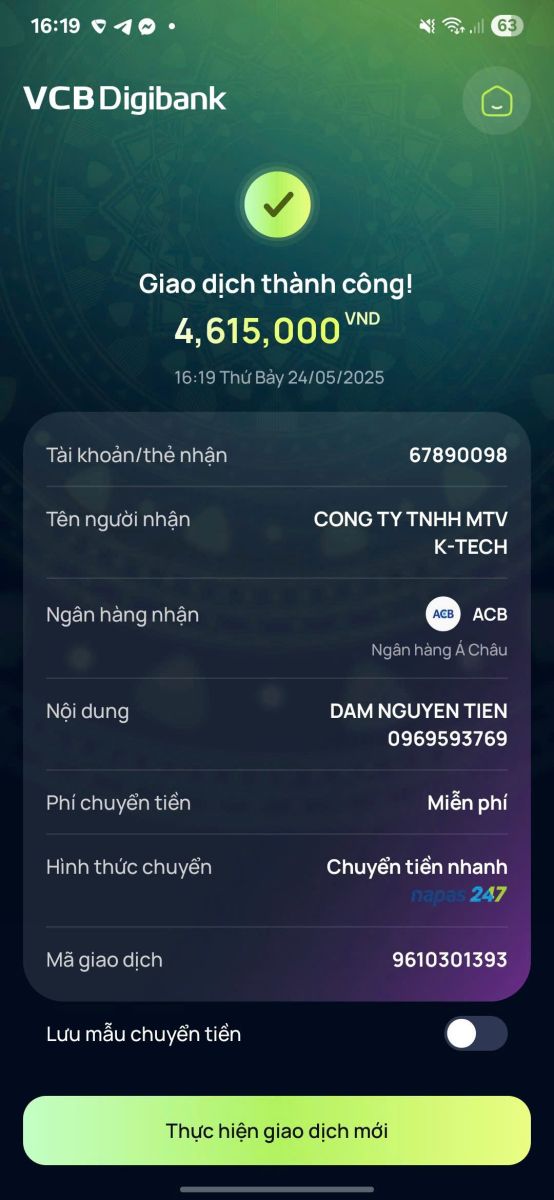 16:19
63
VCB Digibank
Giao dịch thành công!
4,615,000 VND
16:19 Thứ Bảy 24/05/2025
Tài khoản/thẻ nhận 67890098
Tên người nhận CONG TY TNHH MTV
K-TECH
Ngân hàng nhận ACB ACB
Ngân hàng Á Châu
Nội dung DAM NGUYEN TIEN
0969593769
Phí chuyển tiền Miễn phí
Hình thức chuyển Chuyển tiền nhanh
napas 247
Mã giao dịch 9610301393
Lưu mẫu chuyển tiền
Thực hiện giao dịch mới